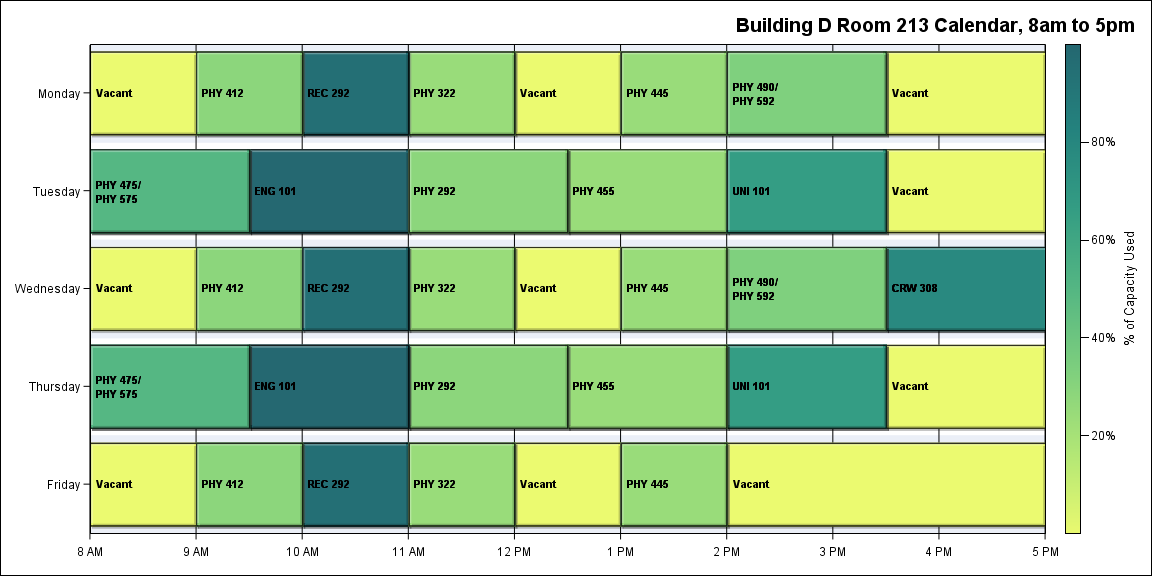 Building D Room 213 Calendar, 8am to 5pm
Monday
Vacant
PHY 412
REC 292
PHY 322
Vacant
PHY 445
PHY 490/
PHY 592
Vacant
Tuesday
PHY 475/
PHY 575
ENG 101
PHY 292
PHY 455
UNI 101
Vacant
Wednesday
Vacant
PHY 412
REC 292
PHY 322
Vacant
PHY 445
PHY 490/
PHY 592
CRW 308
Thursday
PHY 475/
PHY 575
ENG 101
PHY 292
PHY 455
UNI 101
Vacant
Friday
Vacant
PHY 412
REC 292
PHY 322
Vacant
PHY 445
Vacant
8 AM
9 AM
10 AM
11 AM
12 PM
1 PM
2 PM
3 PM
4 PM
5 PM
80%
60%
40%
20%
% of Capacity Used